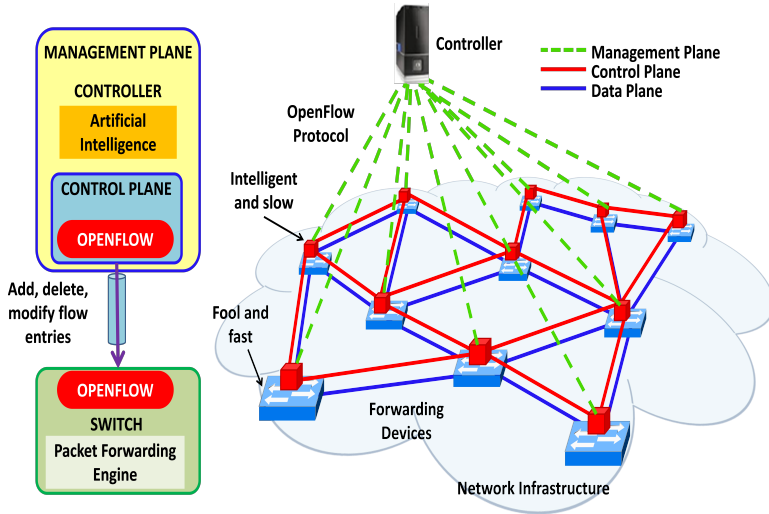 MANAGEMENT PLANE
CONTROLLER
Artificial
Intelligence
CONTROL PLANE
OPENFLOW
Add, delete,
modify flow
entries
OPENFLOW
SWITCH
Packet Forwarding
Engine
Controller
OpenFlow
Protocol
Management Plane
Control Plane
Data Plane
Intelligent
and slow
Fool and
fast
Forwarding
Devices
Network Infrastructure